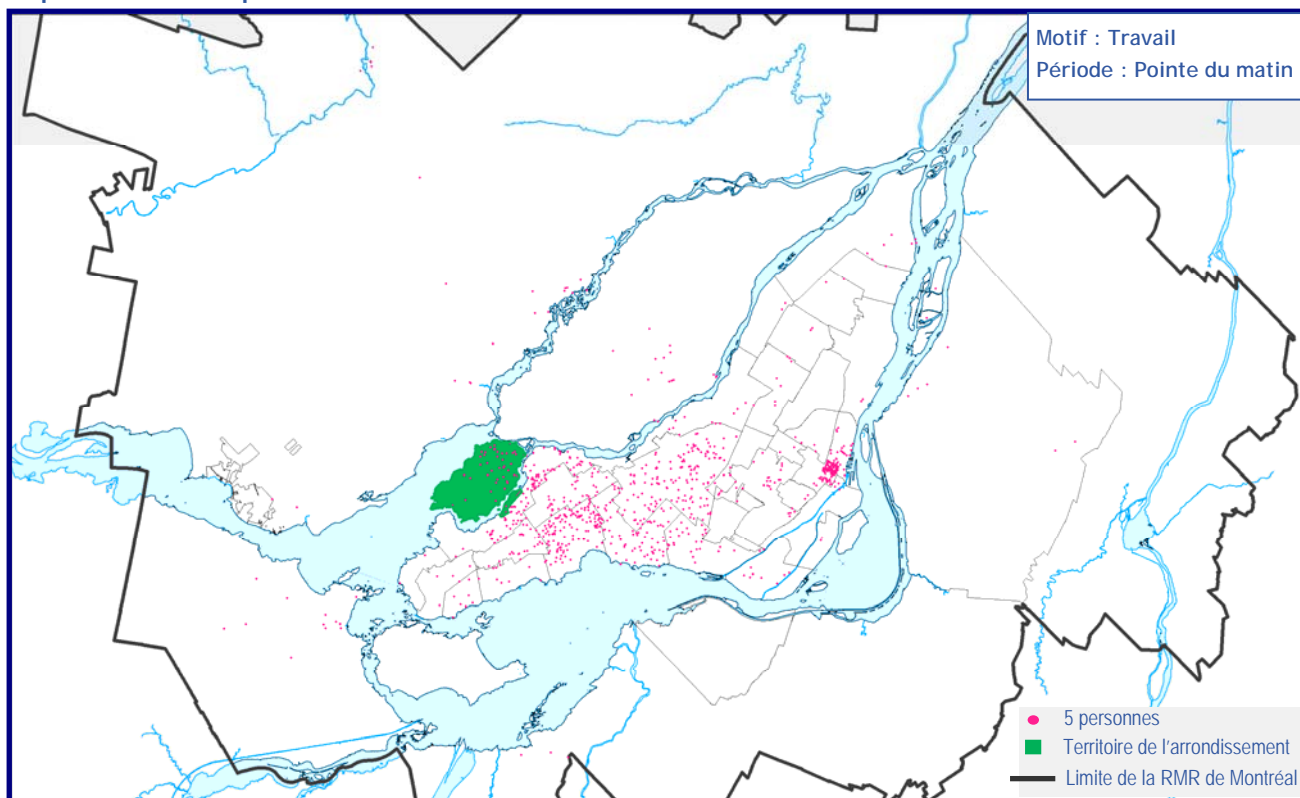 Motif : Travail
Période : Pointe du matin
5 personnes
Territoire de l'arrondissement
Limite de la RMR de Montréal